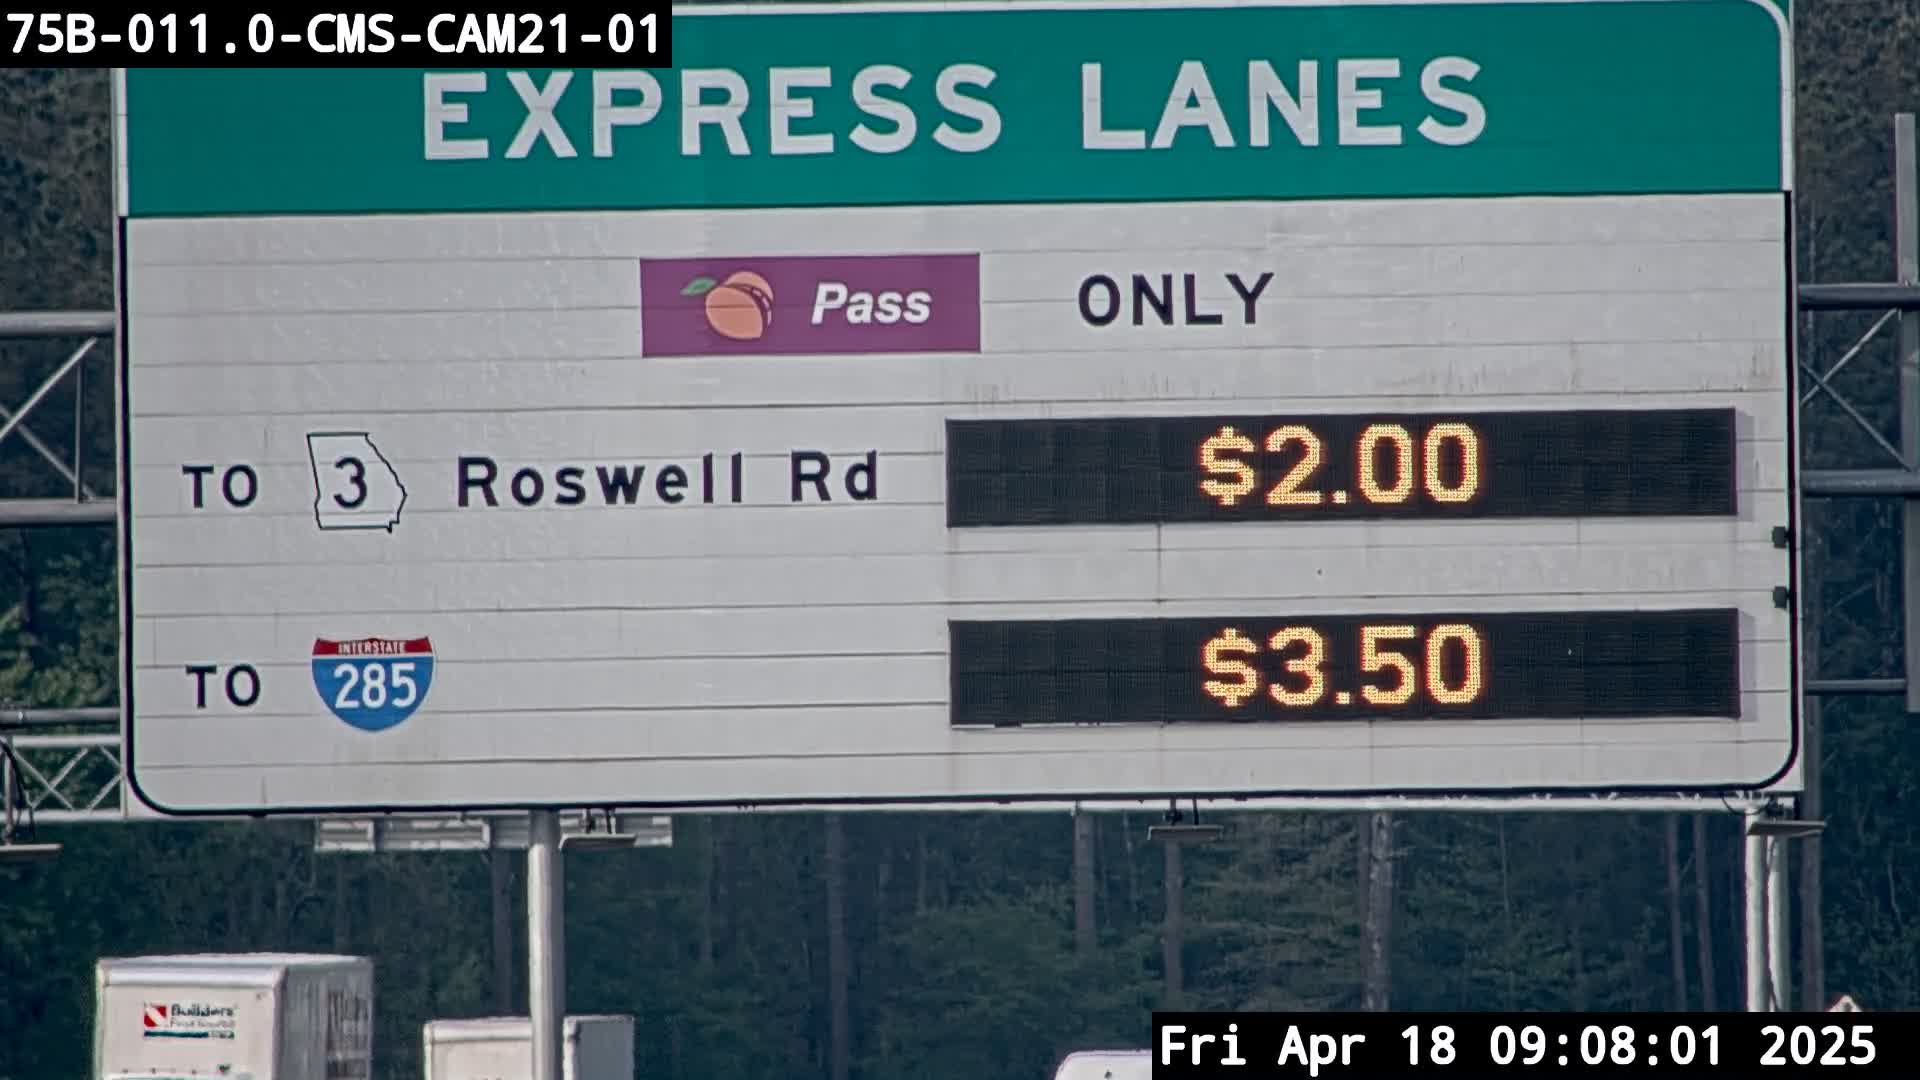 75B-011.0-CMS-CAM21-01
EXPRESS LANES
Pass ONLY
TO 3 Roswell Rd $2.00
INTERSTATE
TO 285 $3.50
Builders
Fri Apr 18 09:08:01 2025